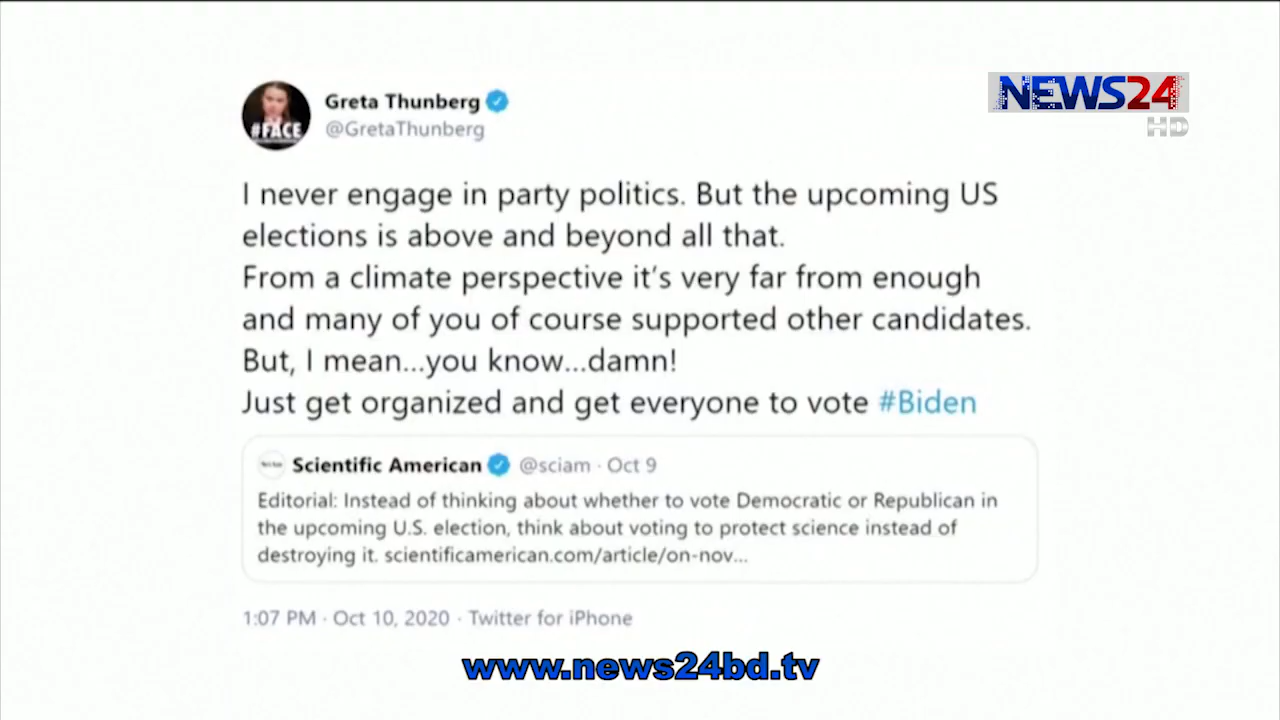 NEWS24
HD
Greta Thunberg
@GretaThunberg
#FACE
I never engage in party politics. But the upcoming US
elections is above and beyond all that.
From a climate perspective it's very far from enough
and many of you of course supported other candidates.
But, I mean...you know...damn!
Just get organized and get everyone to vote #Biden
Scientific American @sciam · Oct 9
Editorial: Instead of thinking about whether to vote Democratic or Republican in
the upcoming U.S. election, think about voting to protect science instead of
destroying it. scientificamerican.com/article/on-nov...
1:07 PM · Oct 10, 2020 · Twitter for iPhone
www.news24bd.tv